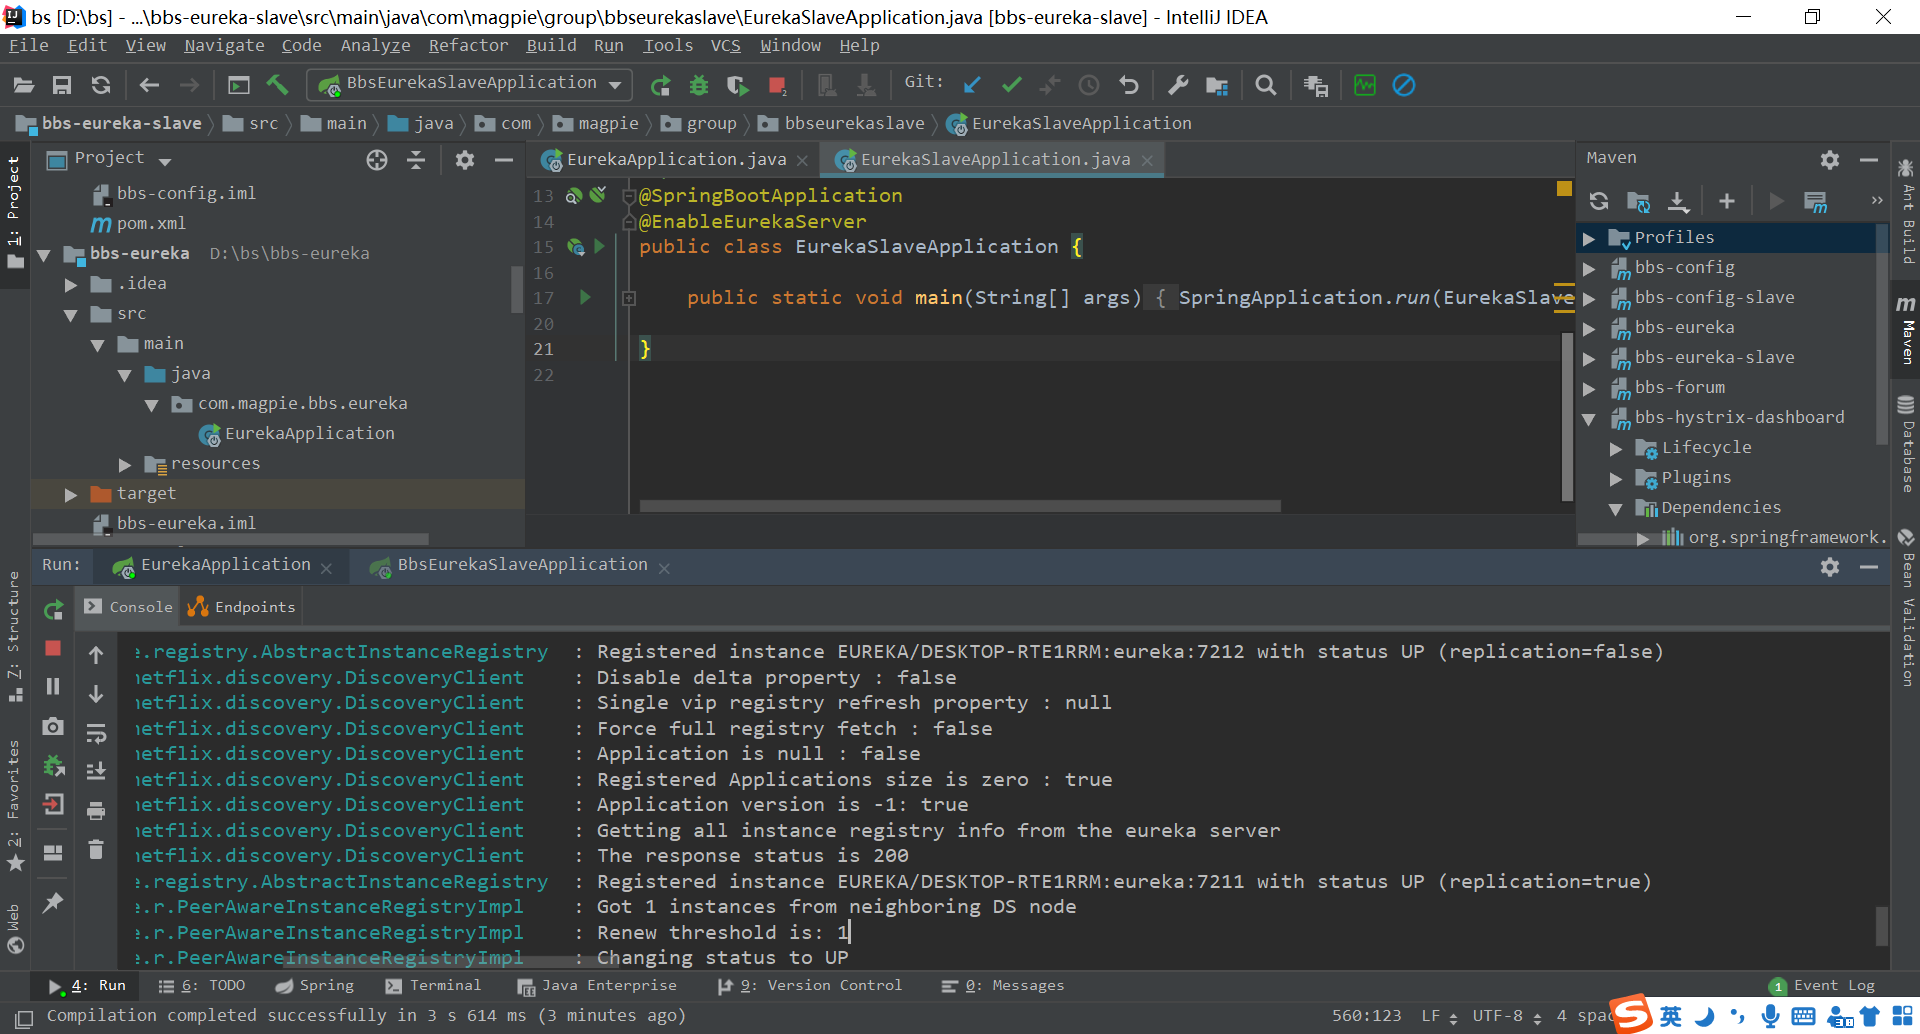 bs [D:\bs] - ...\bbs-eureka-slave\src\main\java\com\magpie\group\bbseurekaslave\EurekaSlaveApplication.java [bbs-eureka-slave] - IntelliJ IDEA
File Edit View Navigate Code Analyze Refactor Build Run Tools VCS Window Help
BbsEurekaSlaveApplication
Git:
bbs-eureka-slave src main java com magpie group bbseurekaslave EurekaSlaveApplication
Project
EurekaApplication.java
EurekaSlaveApplication.java
Maven
1: Project
bbs-config.iml
pom.xml
bbs-eureka D:\bs\bbs-eureka
.idea
src
main
java
com.magpie.bbs.eureka
EurekaApplication
resources
target
bbs-eureka.iml
13 @SpringBootApplication
14 @EnableEurekaServer
15 public class EurekaSlaveApplication {
16
17 public static void main(String[] args) { SpringApplication.run(EurekaSlave
20
21 }
22
Profiles
bbs-config
bbs-config-slave
bbs-eureka
bbs-eureka-slave
bbs-forum
bbs-hystrix-dashboard
Lifecycle
Plugins
Dependencies
org.springframework.
Ant Build
Maven
Database
Bean Validation
Run: EurekaApplication BbsEurekaSlaveApplication
Console Endpoints
Z: Structure
2: Favorites
Web
e.registry.AbstractInstanceRegistry : Registered instance EUREKA/DESKTOP-RTE1RRM:eureka:7212 with status UP (replication=false)
netflix.discovery.DiscoveryClient : Disable delta property : false
netflix.discovery.DiscoveryClient : Single vip registry refresh property : null
netflix.discovery.DiscoveryClient : Force full registry fetch : false
netflix.discovery.DiscoveryClient : Application is null : false
netflix.discovery.DiscoveryClient : Registered Applications size is zero : true
netflix.discovery.DiscoveryClient : Application version is -1: true
netflix.discovery.DiscoveryClient : Getting all instance registry info from the eureka server
netflix.discovery.DiscoveryClient : The response status is 200
e.registry.AbstractInstanceRegistry : Registered instance EUREKA/DESKTOP-RTE1RRM:eureka:7211 with status UP (replication=true)
e.r.PeerAwareInstanceRegistryImpl : Got 1 instances from neighboring DS node
e.r.PeerAwareInstanceRegistryImpl : Renew threshold is: 1
e.r.PeerAwareInstanceRegistryImpl : Changing status to UP
4: Run 6: TODO Spring Terminal Java Enterprise 9: Version Control 0: Messages 1 Event Log
Compilation completed successfully in 3 s 614 ms (3 minutes ago) 560:123 LF UTF-8 4 spac
英